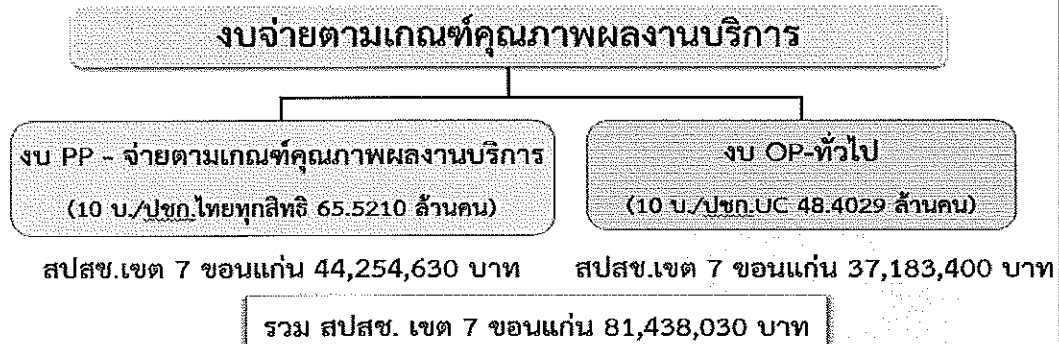 งบจ่ายตามเกณฑ์คุณภาพผลงานบริการ
งบ PP - จ่ายตามเกณฑ์คุณภาพผลงานบริการ
(10 บ./ปชก.ไทยทุกสิทธิ 65.5210 ล้านคน)
งบ OP-ทั่วไป
(10 บ./ปชก.UC 48.4029 ล้านคน)
สปสช.เขต 7 ขอนแก่น 44,254,630 บาท
สปสช.เขต 7 ขอนแก่น 37,183,400 บาท
รวม สปสช. เขต 7 ขอนแก่น 81,438,030 บาท